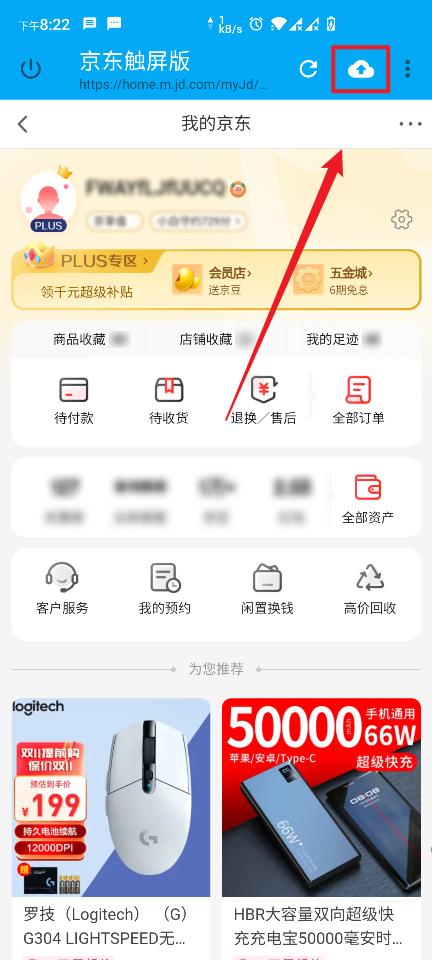 下午8:22
1 KB/s
京东触屏版
https://home.m.jd.com/myJd/...
我的京东
PLUS
PLUS专区 >
领千元超级补贴
会员店>
送京豆
五金城>
6期免息
商品收藏
店铺收藏
我的足迹
待付款
待收货
退换/售后
全部订单
全部资产
客户服务
我的预约
闲置换钱
高价回收
为您推荐
logitech
双11提前购
保价双11
预估到手价
¥199
持久电池续航
12000DPI
赠
G
50000mAh
手机通用
66W
苹果/安卓/Type-C
超级快充
66W
08:08
罗技(Logitech)(G)
G304 LIGHTSPEED无...
HBR大容量双向超级快
充充电宝50000毫安时...